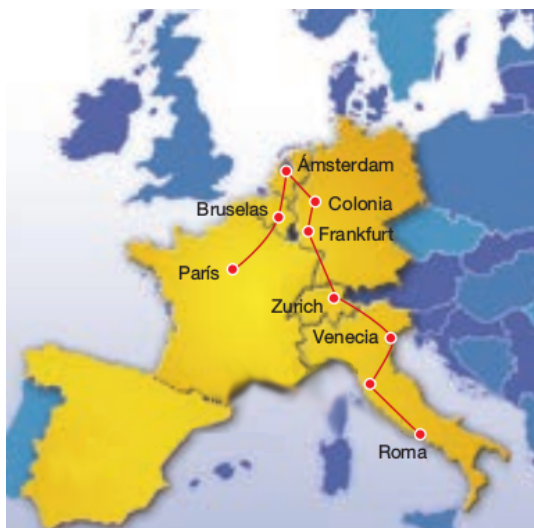 Ámsterdam
Bruselas
Colonia
Frankfurt
París
Zurich
Venecia
Roma